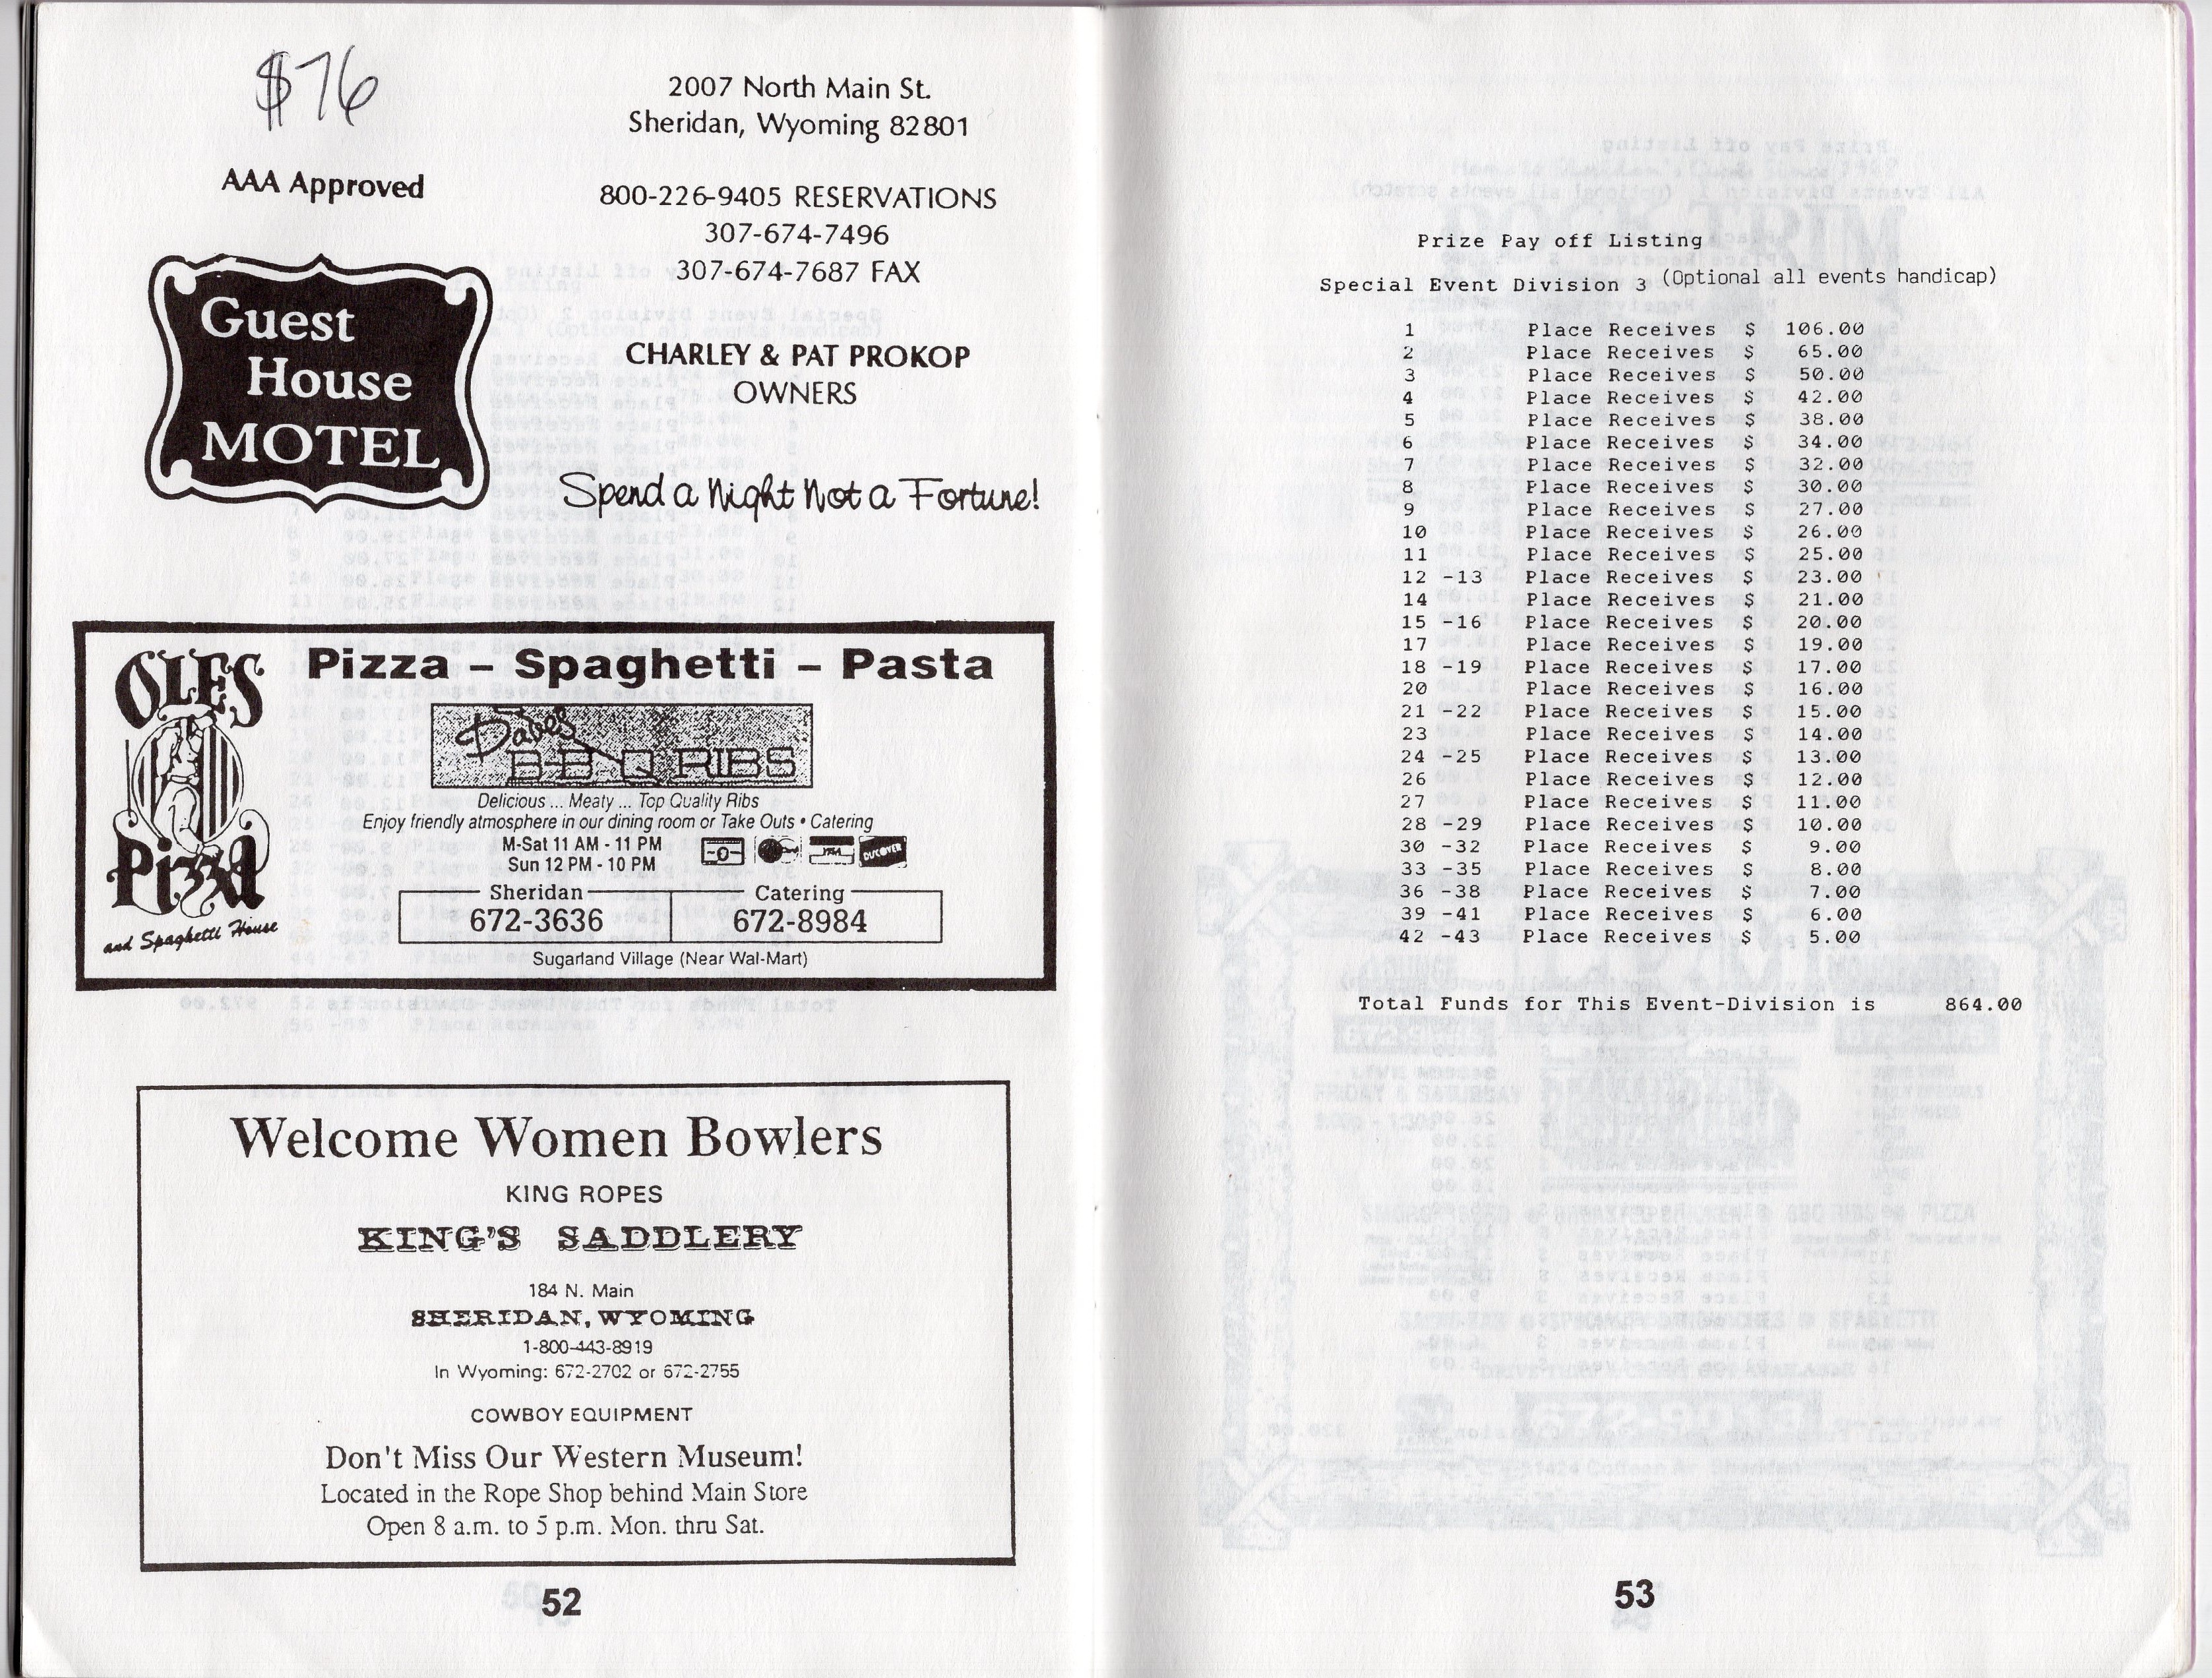 $76
2007 North Main St.
Sheridan, Wyoming 82801
AAA Approved
800-226-9405 RESERVATIONS
307-674-7496
307-674-7687 FAX
Guest
House
MOTEL
CHARLEY & PAT PROKOP
OWNERS
Spend a Night Not a Fortune!
OLES
Pizza
and Spaghetti House
Pizza – Spaghetti – Pasta
Dave's
B-B-Q RIBS
Delicious ... Meaty ... Top Quality Ribs
Enjoy friendly atmosphere in our dining room or Take Outs • Catering
M-Sat 11 AM - 11 PM
Sun 12 PM - 10 PM
VISA
DISCOVER
Sheridan
672-3636
Catering
672-8984
Sugarland Village (Near Wal-Mart)
Welcome Women Bowlers
KING ROPES
KING'S SADDLERY
184 N. Main
SHERIDAN, WYOMING
1-800-443-8919
In Wyoming: 672-2702 or 672-2755
COWBOY EQUIPMENT
Don't Miss Our Western Museum!
Located in the Rope Shop behind Main Store
Open 8 a.m. to 5 p.m. Mon. thru Sat.
52
Prize Pay off Listing
Special Event Division 3 (Optional all events handicap)
1 Place Receives $ 106.00
2 Place Receives $ 65.00
3 Place Receives $ 50.00
4 Place Receives $ 42.00
5 Place Receives $ 38.00
6 Place Receives $ 34.00
7 Place Receives $ 32.00
8 Place Receives $ 30.00
9 Place Receives $ 27.00
10 Place Receives $ 26.00
11 Place Receives $ 25.00
12 -13 Place Receives $ 23.00
14 Place Receives $ 21.00
15 -16 Place Receives $ 20.00
17 Place Receives $ 19.00
18 -19 Place Receives $ 17.00
20 Place Receives $ 16.00
21 -22 Place Receives $ 15.00
23 Place Receives $ 14.00
24 -25 Place Receives $ 13.00
26 Place Receives $ 12.00
27 Place Receives $ 11.00
28 -29 Place Receives $ 10.00
30 -32 Place Receives $ 9.00
33 -35 Place Receives $ 8.00
36 -38 Place Receives $ 7.00
39 -41 Place Receives $ 6.00
42 -43 Place Receives $ 5.00
Total Funds for This Event-Division is 864.00
53